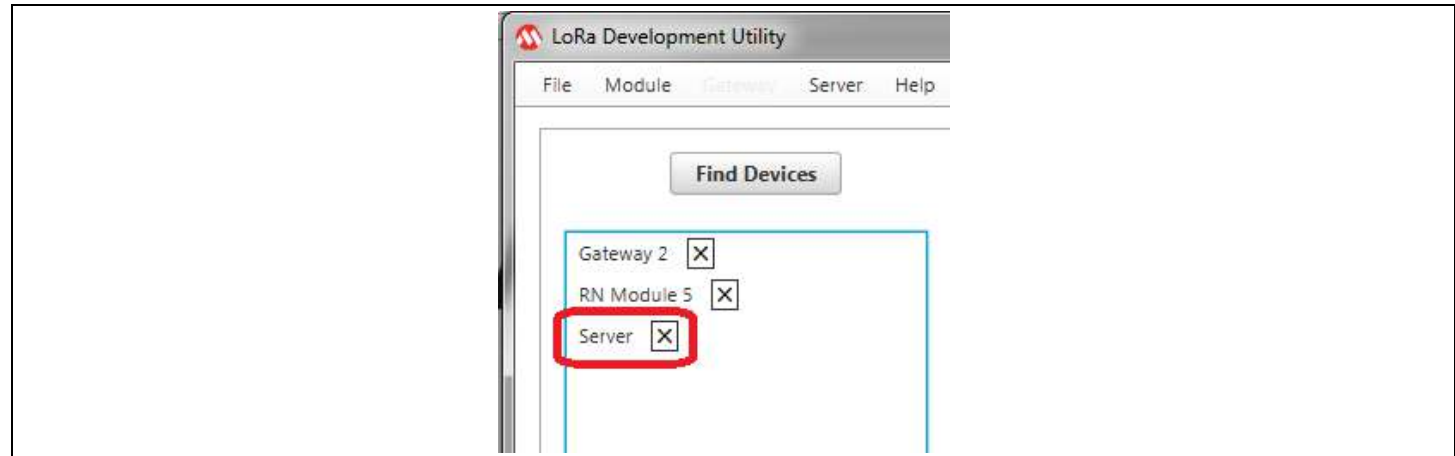 LoRa Development Utility
File Module Gateway Server Help
Find Devices
Gateway 2
RN Module 5
Server